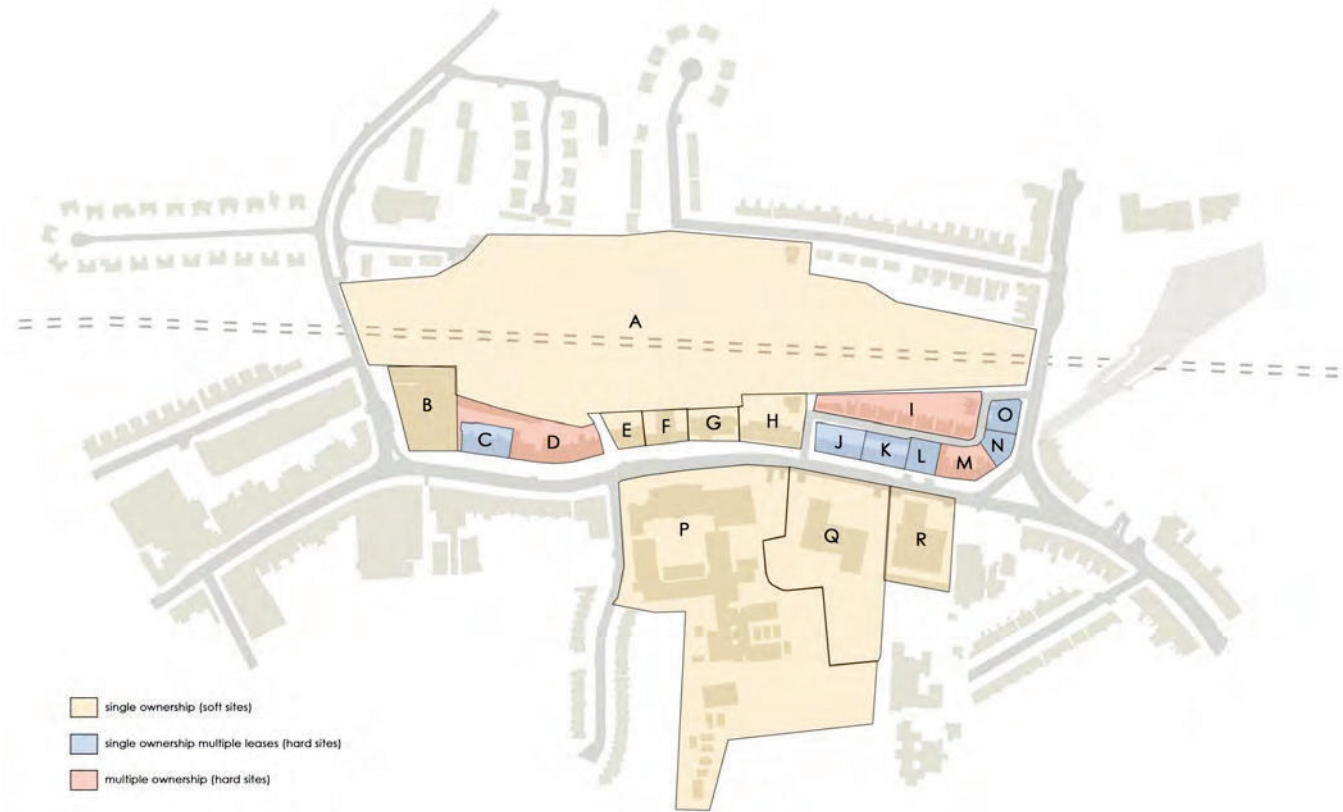 A
B
C
D
E
F
G
H
I
J
K
L
M
N
O
P
Q
R
single ownership (soft sites)
single ownership multiple leases (hard sites)
multiple ownership (hard sites)